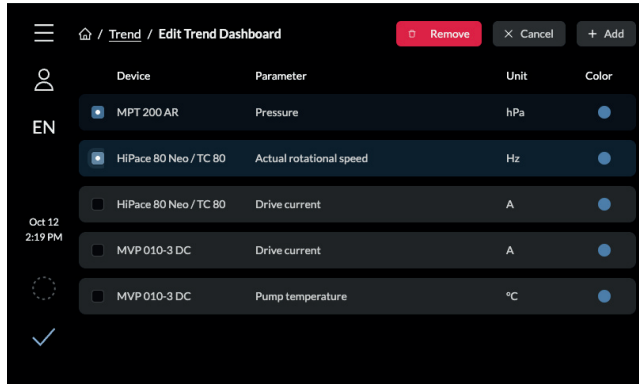 / Trend / Edit Trend Dashboard
Remove
× Cancel
+ Add
Device Parameter Unit Color
MPT 200 AR Pressure hPa
EN
HiPace 80 Neo / TC 80 Actual rotational speed Hz
HiPace 80 Neo / TC 80 Drive current A
Oct 12
2:19 PM
MVP 010-3 DC Drive current A
MVP 010-3 DC Pump temperature °C